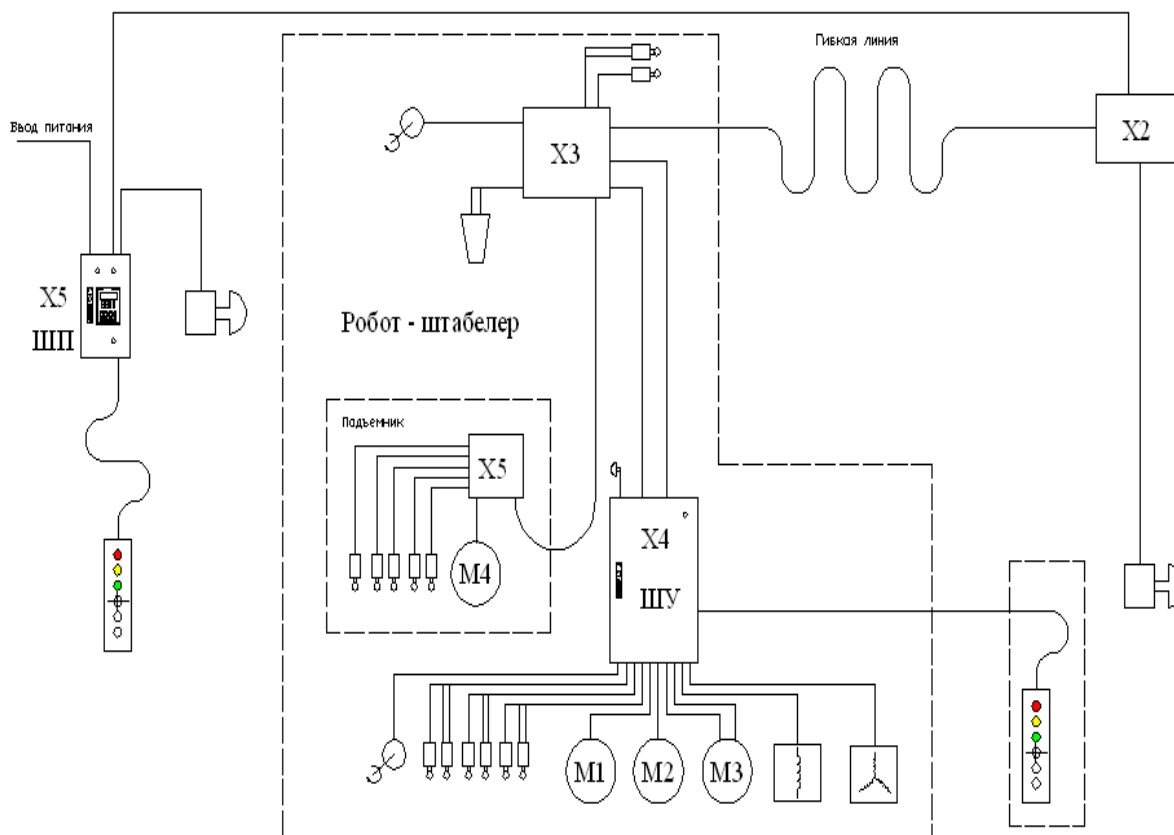 Гибкая линия
Ввод питания
X3
X2
X5
ШП
Робот - штабелер
Подъемник
X5
X4
ШУ
M4
M1
M2
M3